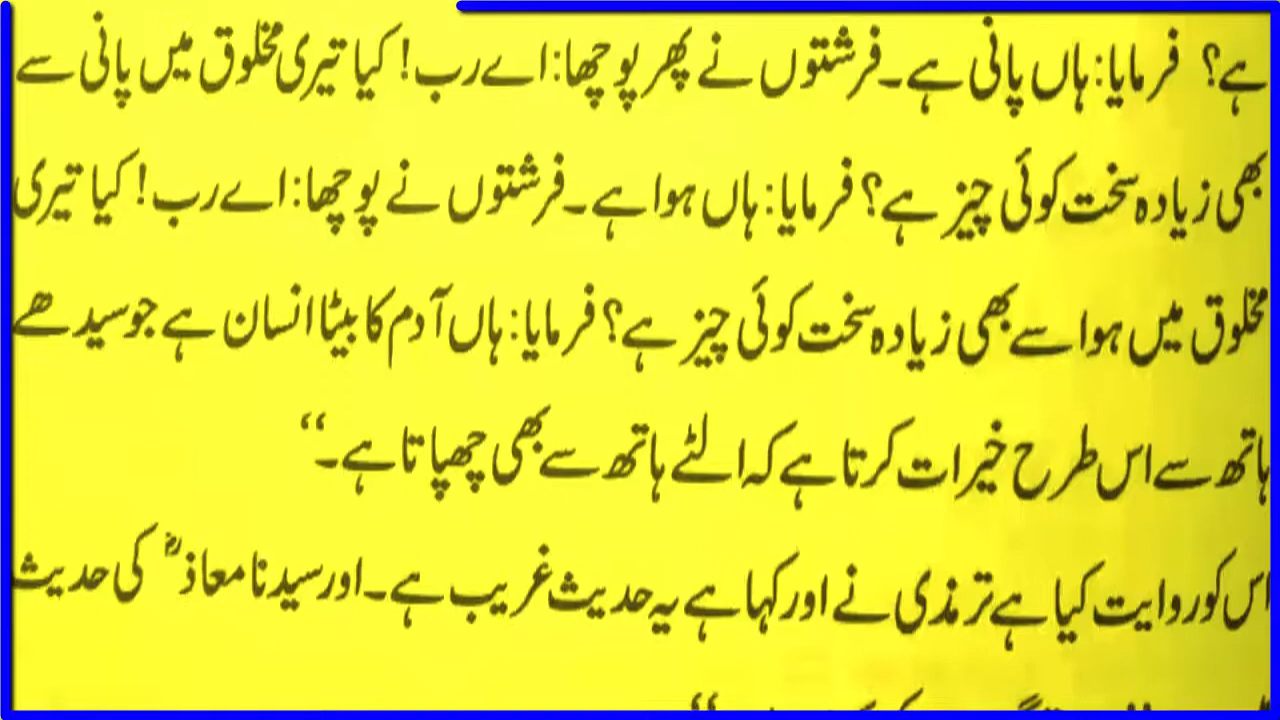 ہے؟ فرمایا: ہاں پانی ہے۔ فرشتوں نے پھر پوچھا: اے رب! کیا تیری مخلوق میں پانی سے
بھی زیادہ سخت کوئی چیز ہے؟ فرمایا: ہاں ہوا ہے۔ فرشتوں نے پوچھا: اے رب! کیا تیری
مخلوق میں ہوا سے بھی زیادہ سخت کوئی چیز ہے؟ فرمایا: ہاں آدم کا بیٹا انسان ہے جو سیدھے
ہاتھ سے اس طرح خیرات کرتا ہے کہ الٹے ہاتھ سے بھی چھپاتا ہے۔‘‘
اس کو روایت کیا ہے ترمذی نے اور کہا ہے یہ حدیث غریب ہے۔ اور سیدنا معاذؓ کی حدیث